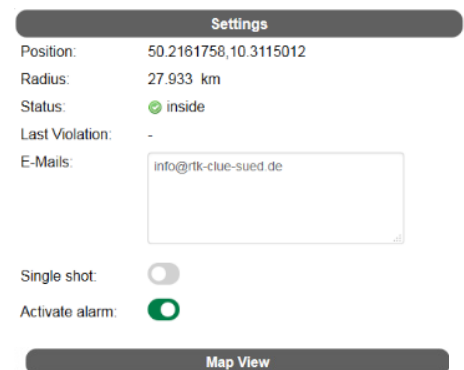 Settings
Position: 50.2161758,10.3115012
Radius: 27.933 km
Status: inside
Last Violation: -
E-Mails: info@rtk-clue-sued.de
Single shot:
Activate alarm:
Map View